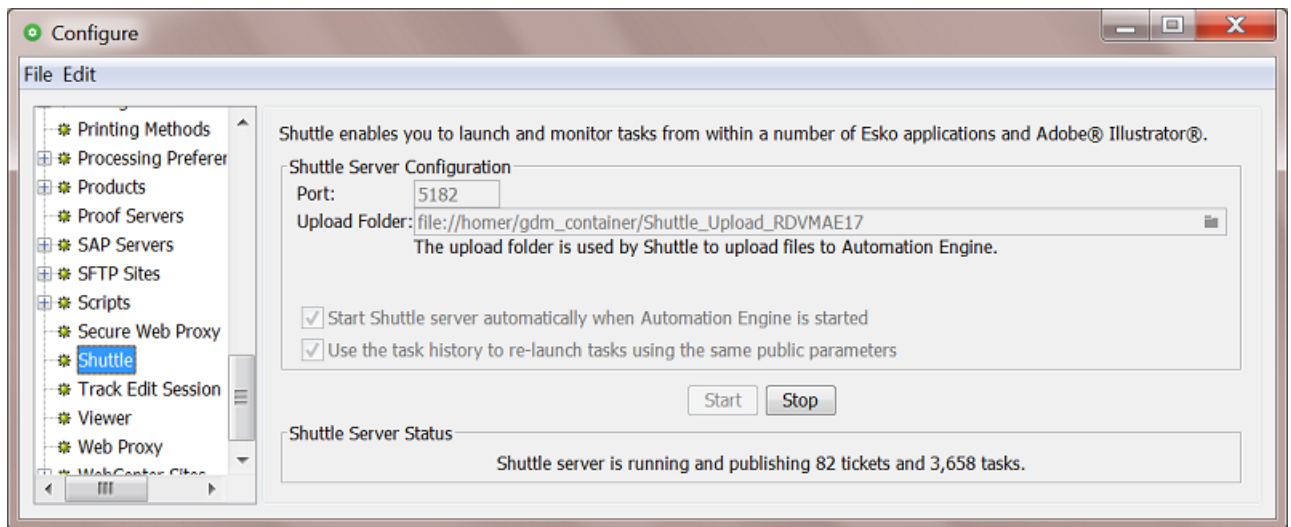 Configure
File Edit
Printing Methods
Processing Preferer
Products
Proof Servers
SAP Servers
SFTP Sites
Scripts
Secure Web Proxy
Shuttle
Track Edit Session
Viewer
Web Proxy
WebCenter Sites
Shuttle enables you to launch and monitor tasks from within a number of Esko applications and Adobe® Illustrator®.
Shuttle Server Configuration
Port: 5182
Upload Folder: file://homer/gdm_container/Shuttle_Upload_RDVMAE17
The upload folder is used by Shuttle to upload files to Automation Engine.
Start Shuttle server automatically when Automation Engine is started
Use the task history to re-launch tasks using the same public parameters
Start Stop
Shuttle Server Status
Shuttle server is running and publishing 82 tickets and 3,658 tasks.